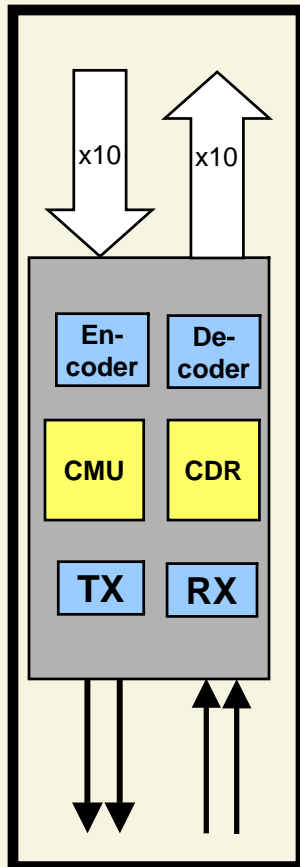 x10
x10
En-
coder
De-
coder
CMU
CDR
TX
RX